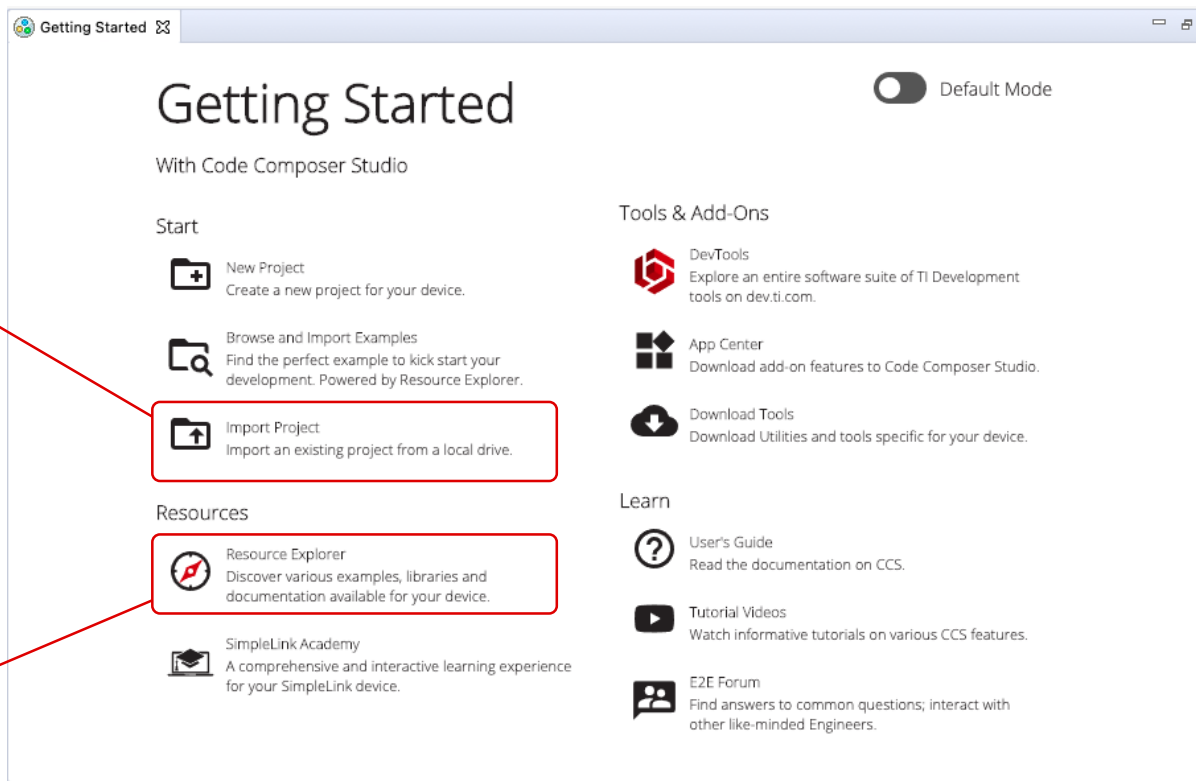 Getting Started
Getting Started
Default Mode
With Code Composer Studio
Start
New Project
Create a new project for your device.
Browse and Import Examples
Find the perfect example to kick start your
development. Powered by Resource Explorer.
Import Project
Import an existing project from a local drive.
Resources
Resource Explorer
Discover various examples, libraries and
documentation available for your device.
SimpleLink Academy
A comprehensive and interactive learning experience
for your SimpleLink device.
Tools & Add-Ons
DevTools
Explore an entire software suite of TI Development
tools on dev.ti.com.
App Center
Download add-on features to Code Composer Studio.
Download Tools
Download Utilities and tools specific for your device.
Learn
User's Guide
Read the documentation on CCS.
Tutorial Videos
Watch informative tutorials on various CCS features.
E2E Forum
Find answers to common questions; interact with
other like-minded Engineers.